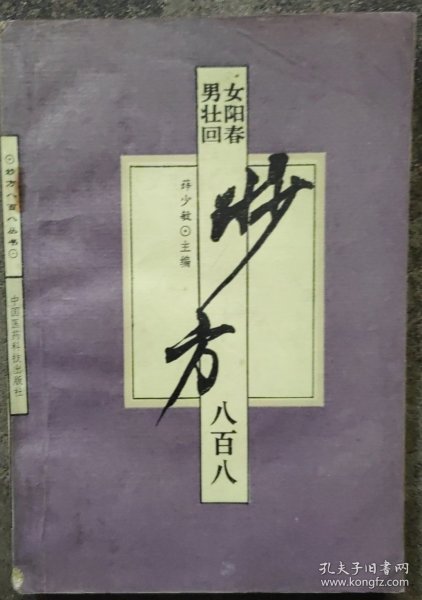 男女
壮阳
回春
妙方
八百八
少敏⊙主编
⊙妙方八百八丛书⊙
中国医药科技出版社
孔夫子旧书网
www.kongfz.com